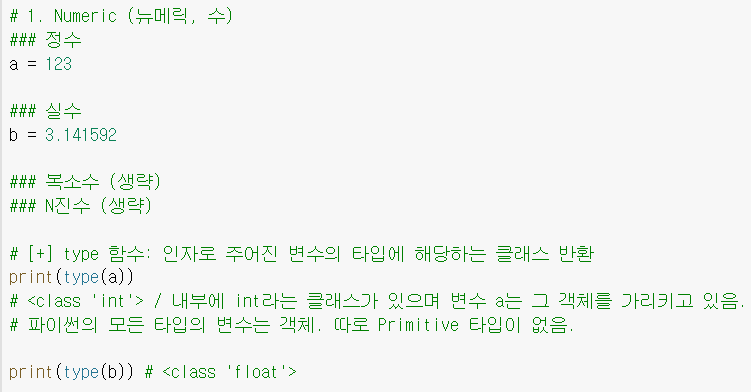 # 1. Numeric (뉴메릭, 수)
### 정수
a = 123
### 실수
b = 3.141592
### 복소수 (생략)
### N진수 (생략)
# [+] type 함수: 인자로 주어진 변수의 타입에 해당하는 클래스 반환
print(type(a))
# <class 'int'> / 내부에 int라는 클래스가 있으며 변수 a는 그 객체를 가리키고 있음.
# 파이썬의 모든 타입의 변수는 객체. 따로 Primitive 타입이 없음.
print(type(b)) # <class 'float'>